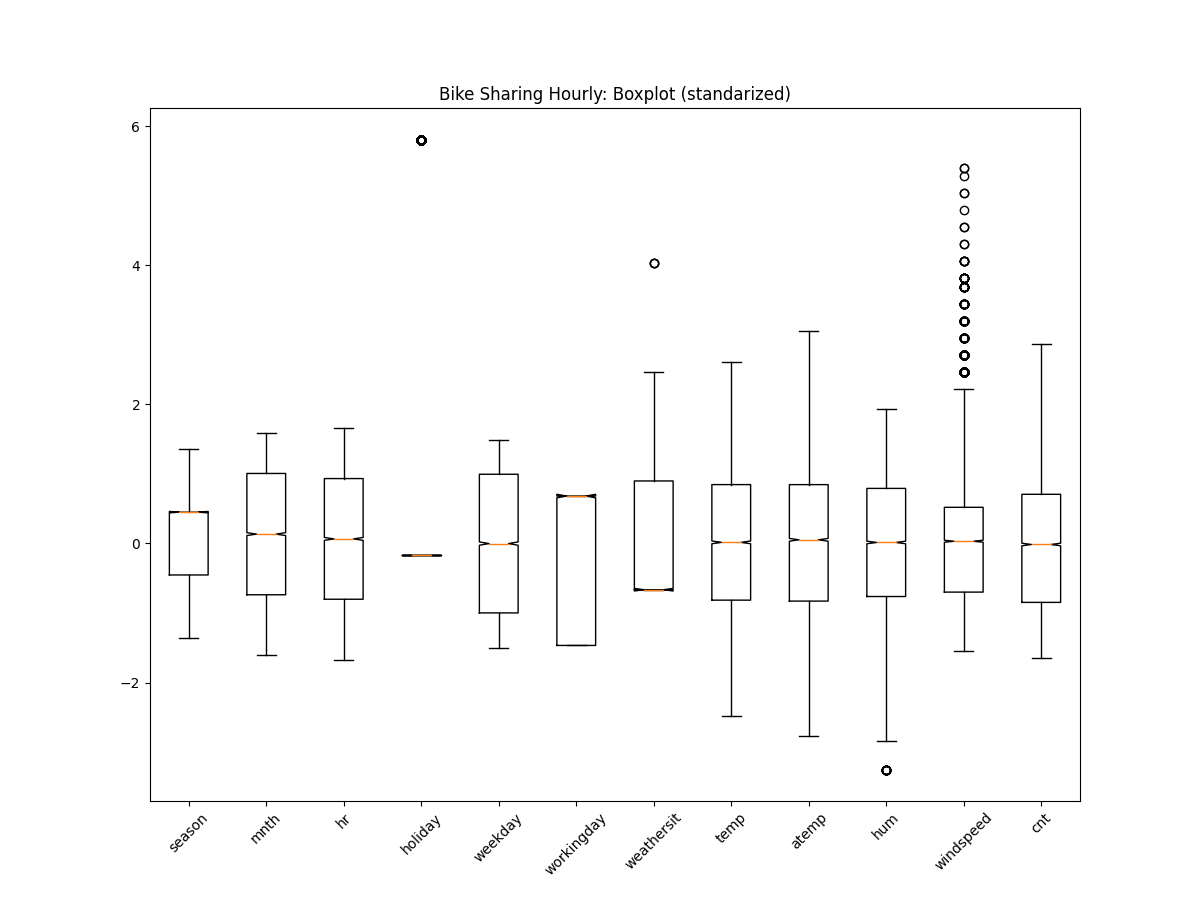 Bike Sharing Hourly: Boxplot (standarized)
6
4
2
0
−2
season
mnth
hr
holiday
weekday
workingday
weathersit
temp
atemp
hum
windspeed
cnt